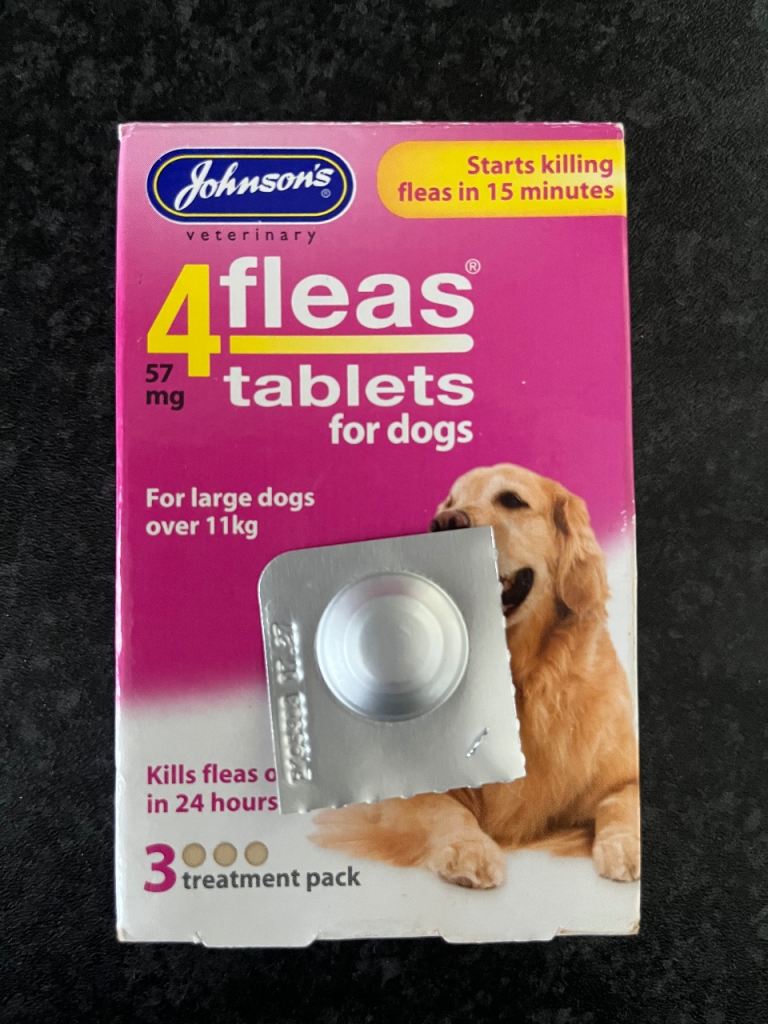 Johnson's®
veterinary
Starts killing
fleas in 15 minutes
4fleas®
57
mg
tablets
for dogs
For large dogs
over 11kg
Kills fleas
in 24 hours
3
treatment pack